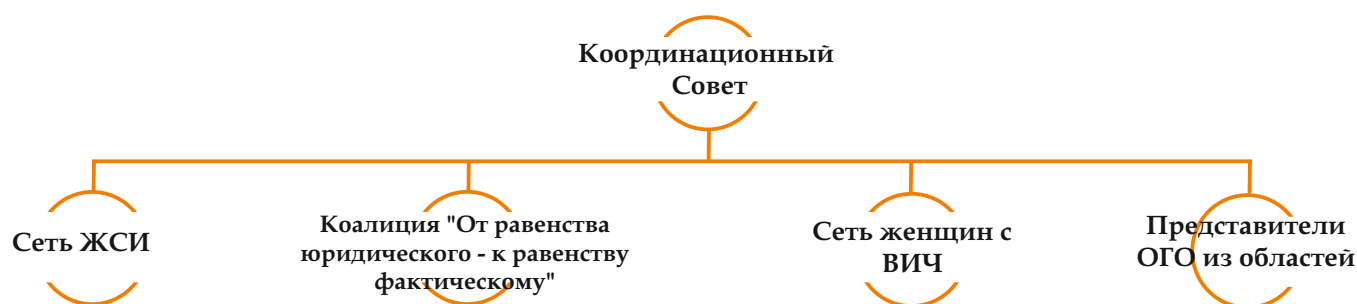 Координационный
Совет
Сеть ЖСИ
Коалиция "От равенства
юридического - к равенству
фактическому"
Сеть женщин с
ВИЧ
Представители
ОГО из областей